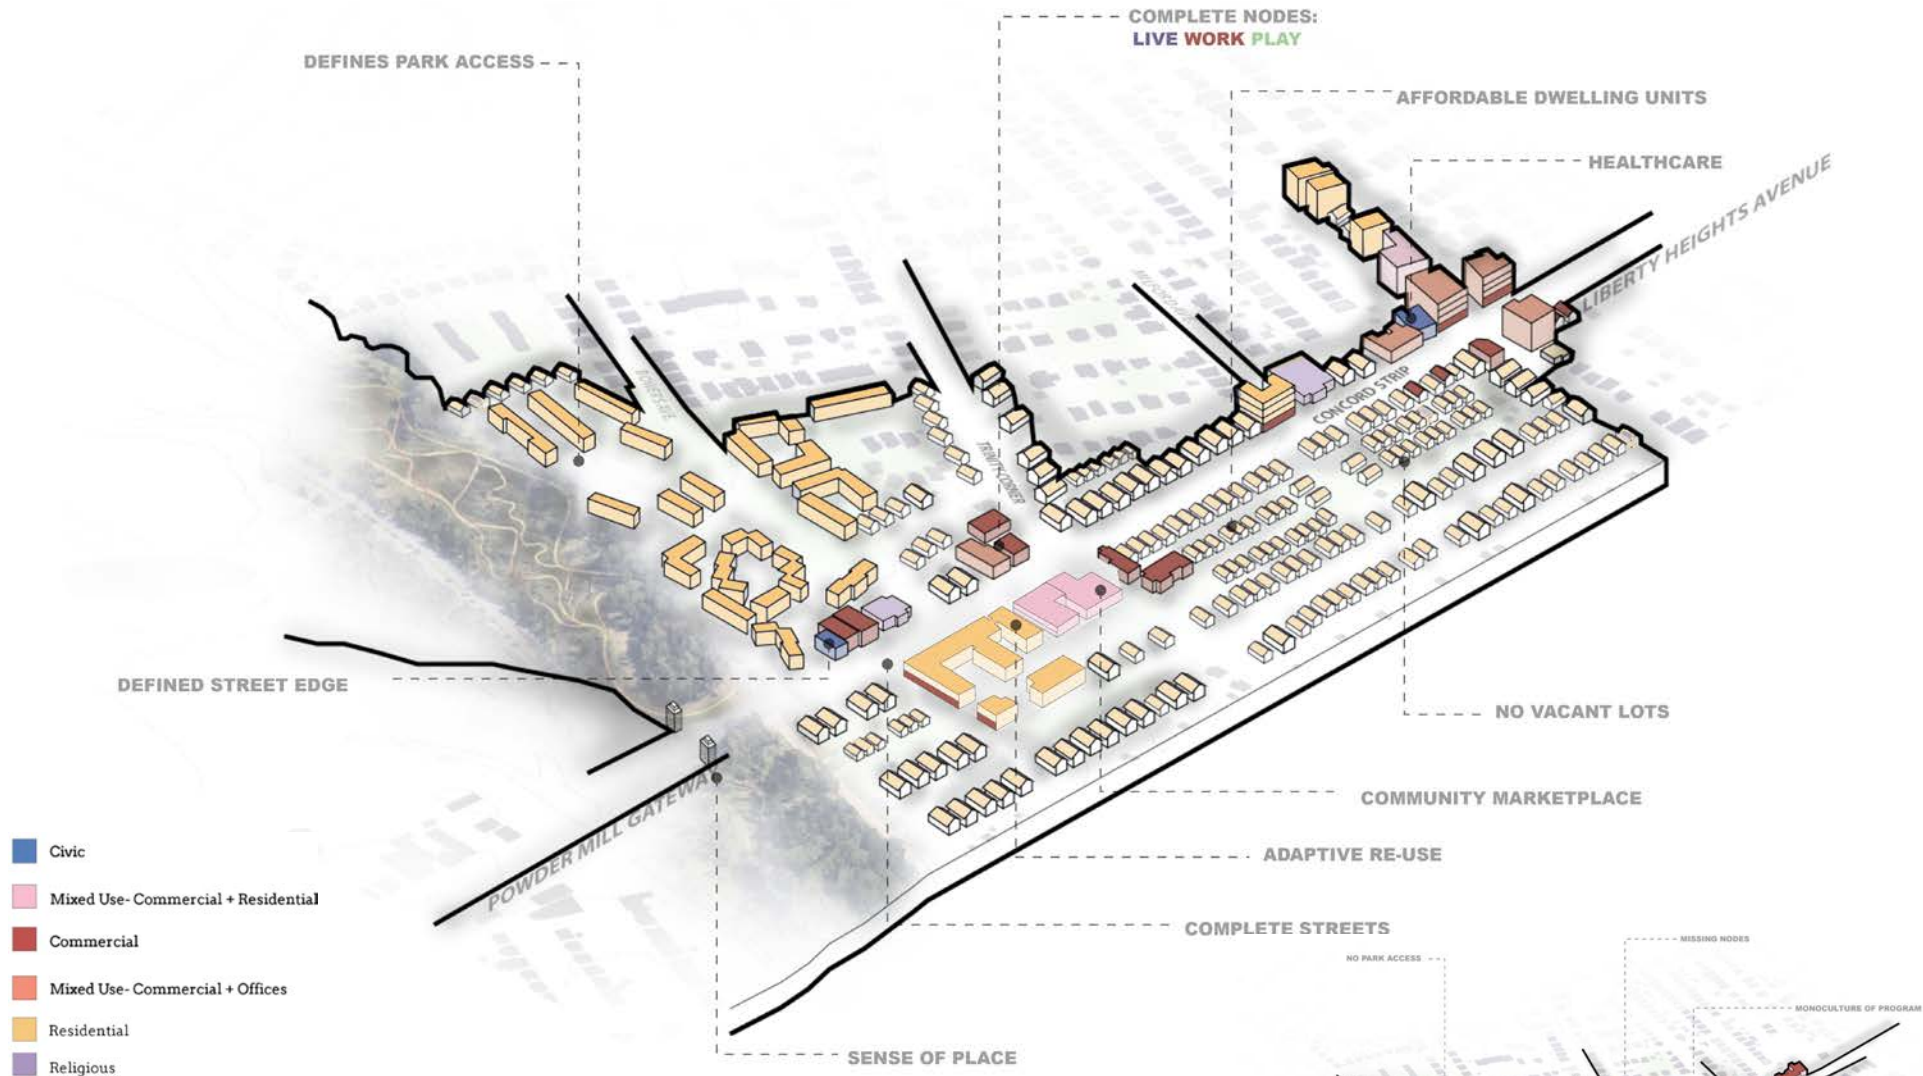 COMPLETE NODES:
LIVE WORK PLAY
DEFINES PARK ACCESS
AFFORDABLE DWELLING UNITS
HEALTHCARE
LIBERTY HEIGHTS AVENUE
CONCORD STRIP
TRINITY CORNER
DEFINED STREET EDGE
NO VACANT LOTS
POWDER MILL GATEWAY
COMMUNITY MARKETPLACE
ADAPTIVE RE-USE
COMPLETE STREETS
SENSE OF PLACE
Civic
Mixed Use- Commercial + Residential
Commercial
Mixed Use- Commercial + Offices
Residential
Religious
MISSING NODES
NO PARK ACCESS
MONOCULTURE OF PROGRAM